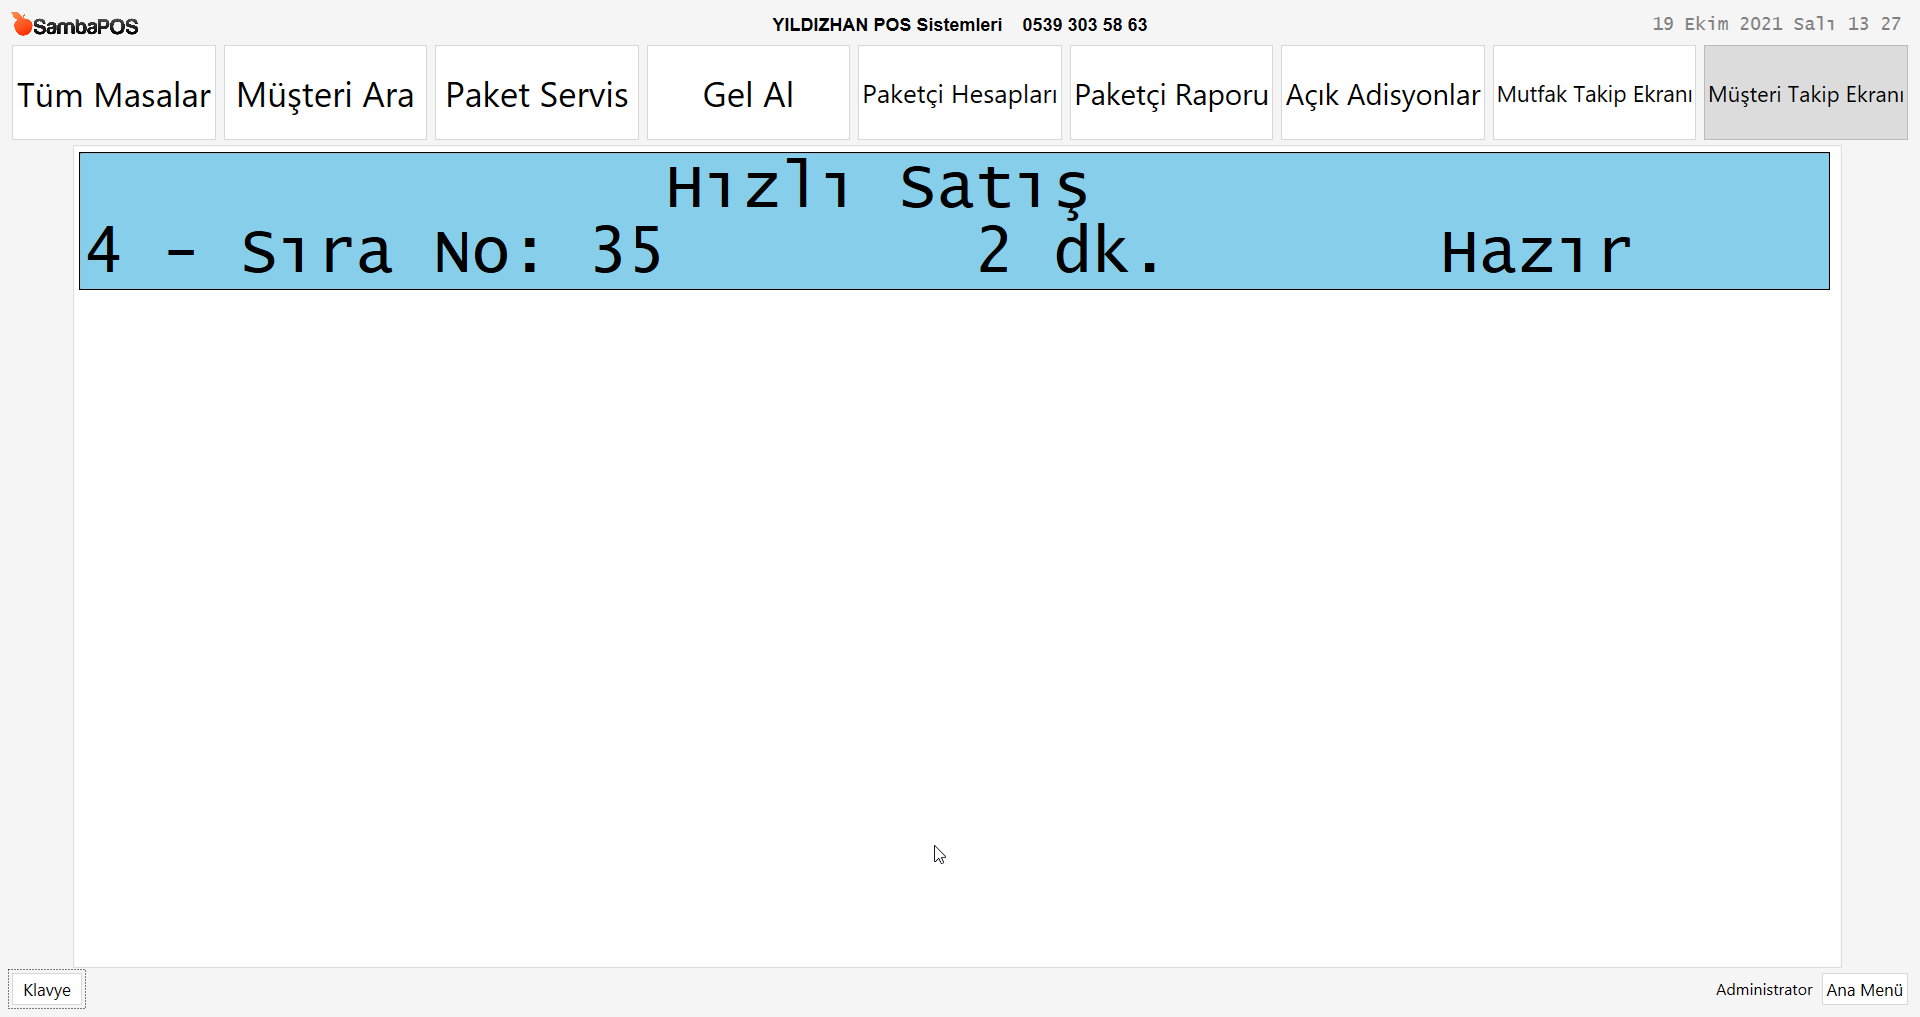 SambaPOS YILDIZHAN POS Sistemleri 0539 303 58 63 19 Ekim 2021 Salı 13 27
Tüm Masalar Müşteri Ara Paket Servis Gel Al Paketçi Hesapları Paketçi Raporu Açık Adisyonlar Mutfak Takip Ekranı Müşteri Takip Ekranı
Hızlı Satış
4 - Sıra No: 35 2 dk. Hazır
Klavye Administrator Ana Menü